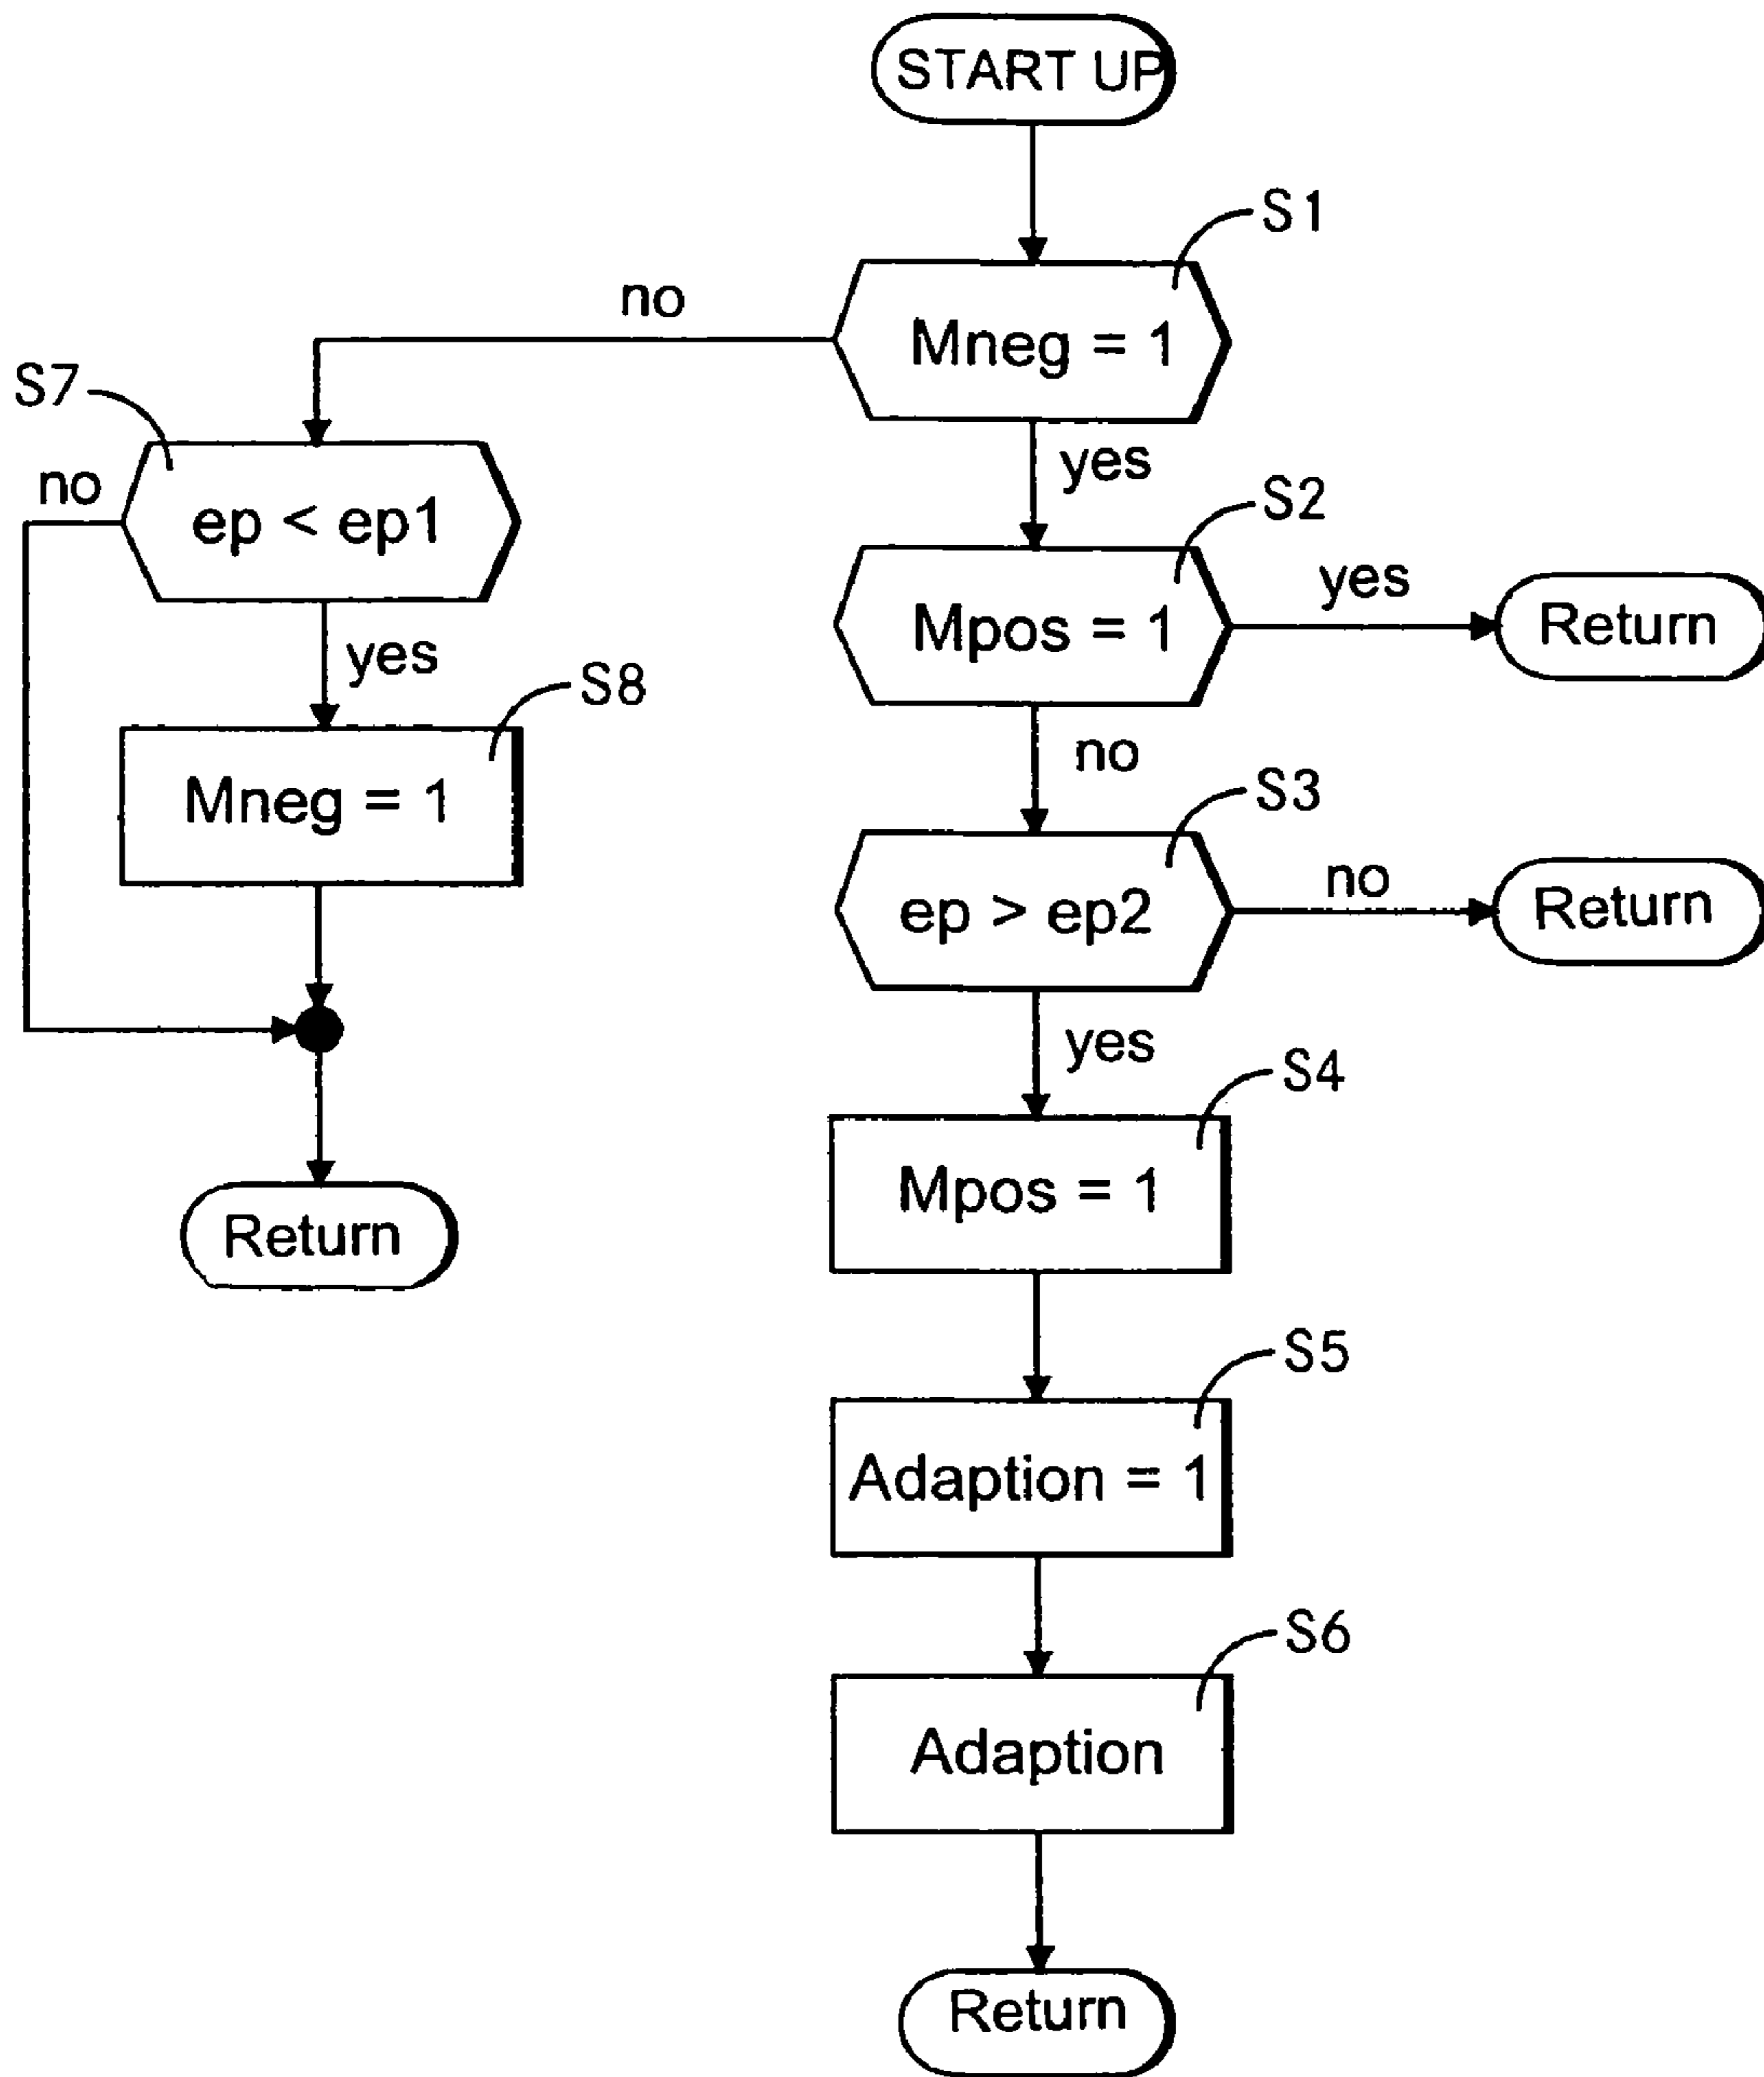 START UP
S1
no
Mneg = 1
S7
yes
no
ep < ep1
S2
yes
Mpos = 1
Return
yes
S8
no
Mneg = 1
S3
no
ep > ep2
Return
yes
S4
Mpos = 1
Return
S5
Adaption = 1
S6
Adaption
Return